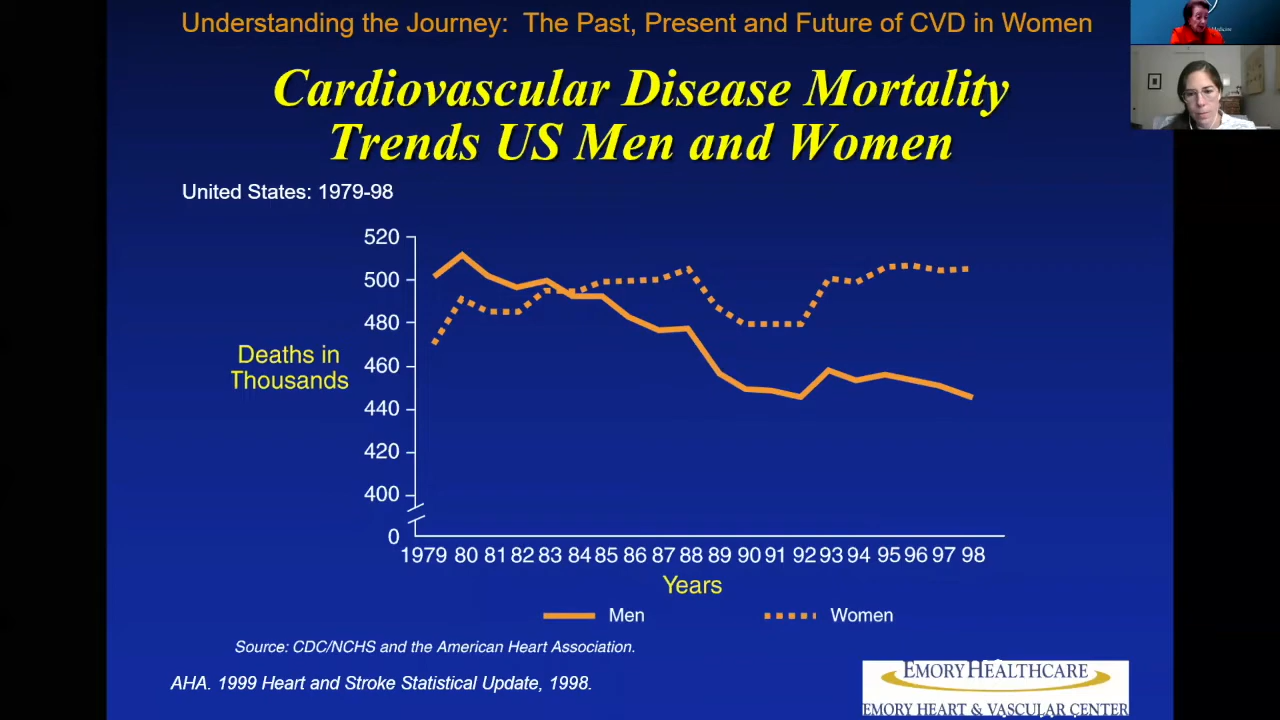 Understanding the Journey: The Past, Present and Future of CVD in Women
Cardiovascular Disease Mortality
Trends US Men and Women
United States: 1979-98
520
500
480
460
440
420
400
0
Deaths in
Thousands
1979 80 81 82 83 84 85 86 87 88 89 90 91 92 93 94 95 96 97 98
Years
Men
Women
Source: CDC/NCHS and the American Heart Association.
AHA. 1999 Heart and Stroke Statistical Update, 1998.
EMORY HEALTHCARE
EMORY HEART & VASCULAR CENTER